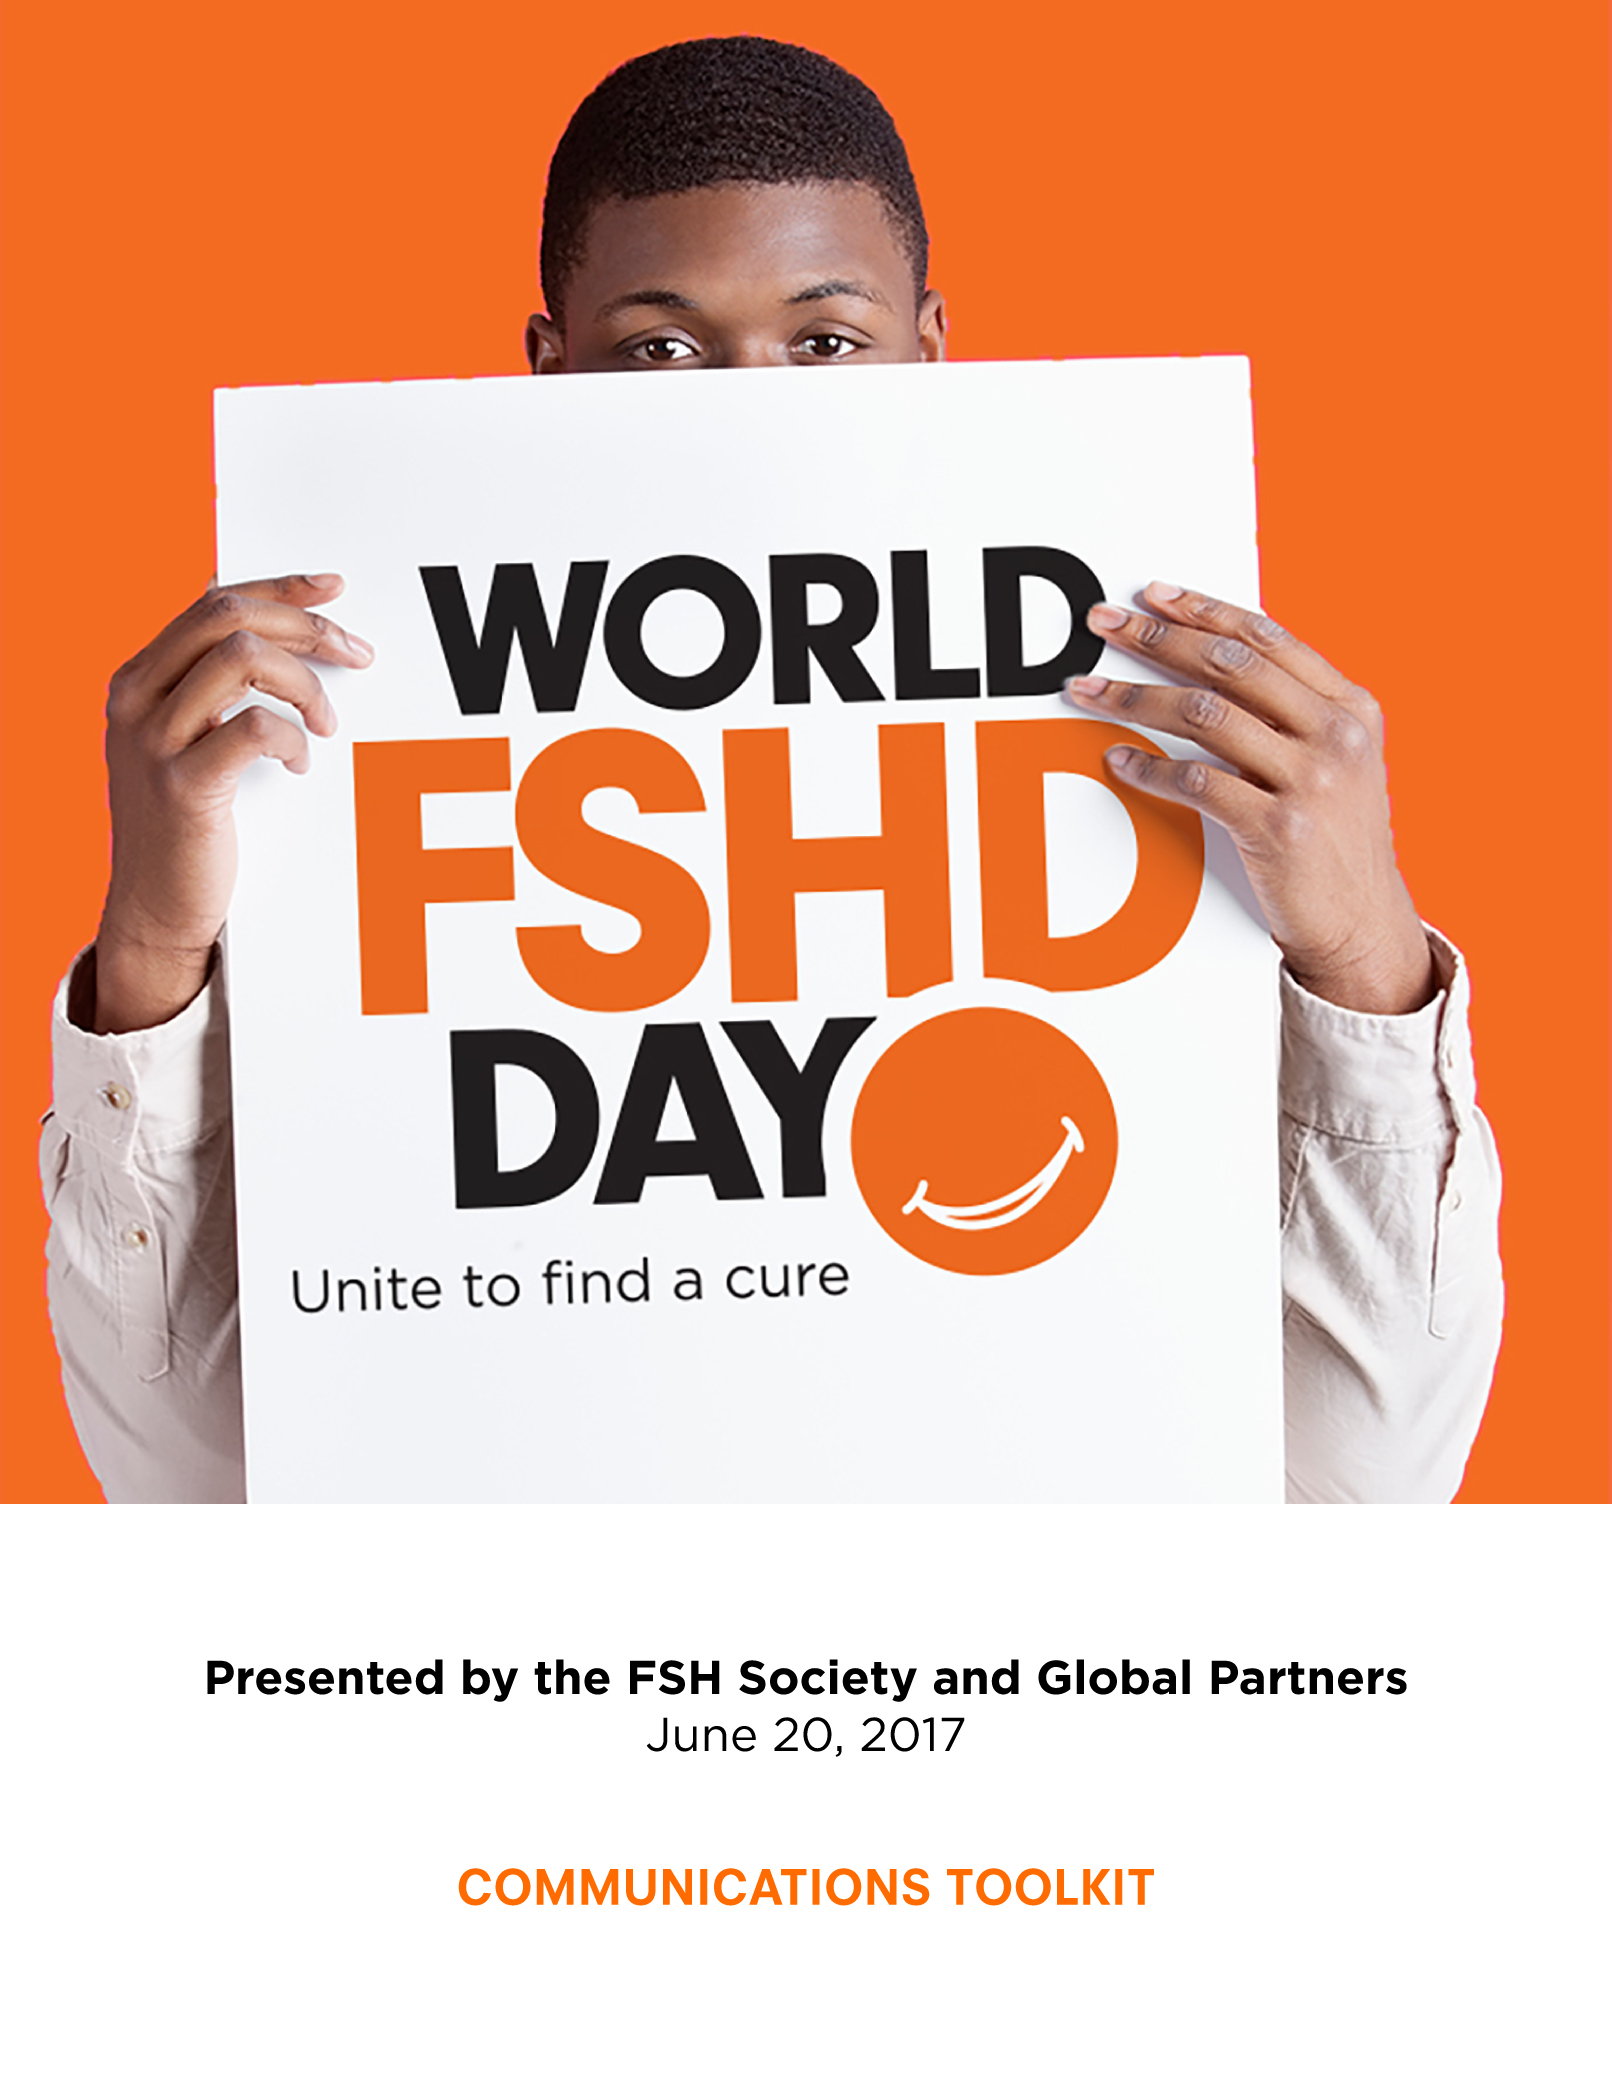 WORLD
FSHD
DAY
Unite to find a cure
Presented by the FSH Society and Global Partners
June 20, 2017
COMMUNICATIONS TOOLKIT